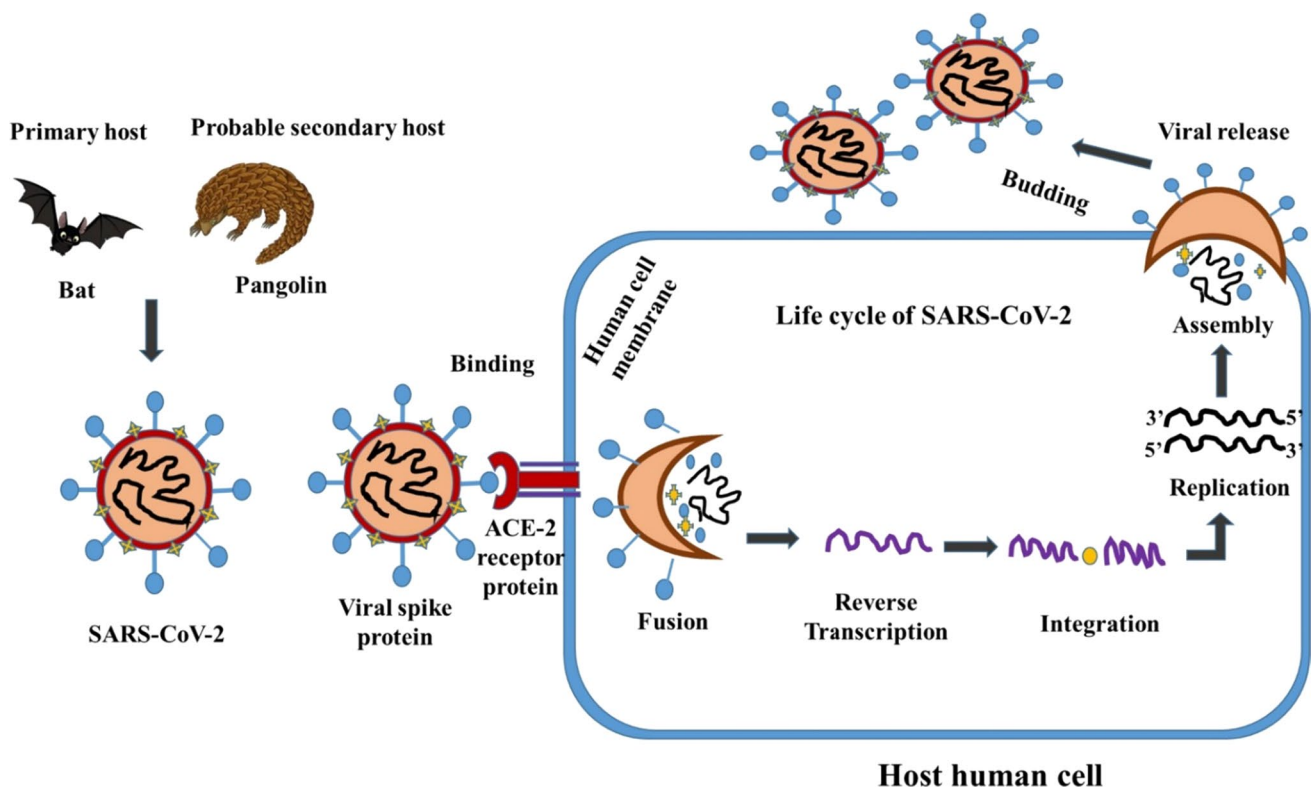 Primary host
Probable secondary host
Bat
Pangolin
SARS-CoV-2
Binding
Viral spike
protein
ACE-2
receptor
protein
Human cell
membrane
Life cycle of SARS-CoV-2
Fusion
Reverse
Transcription
Integration
Replication
3’ 5’
5’ 3’
Assembly
Viral release
Budding
Host human cell